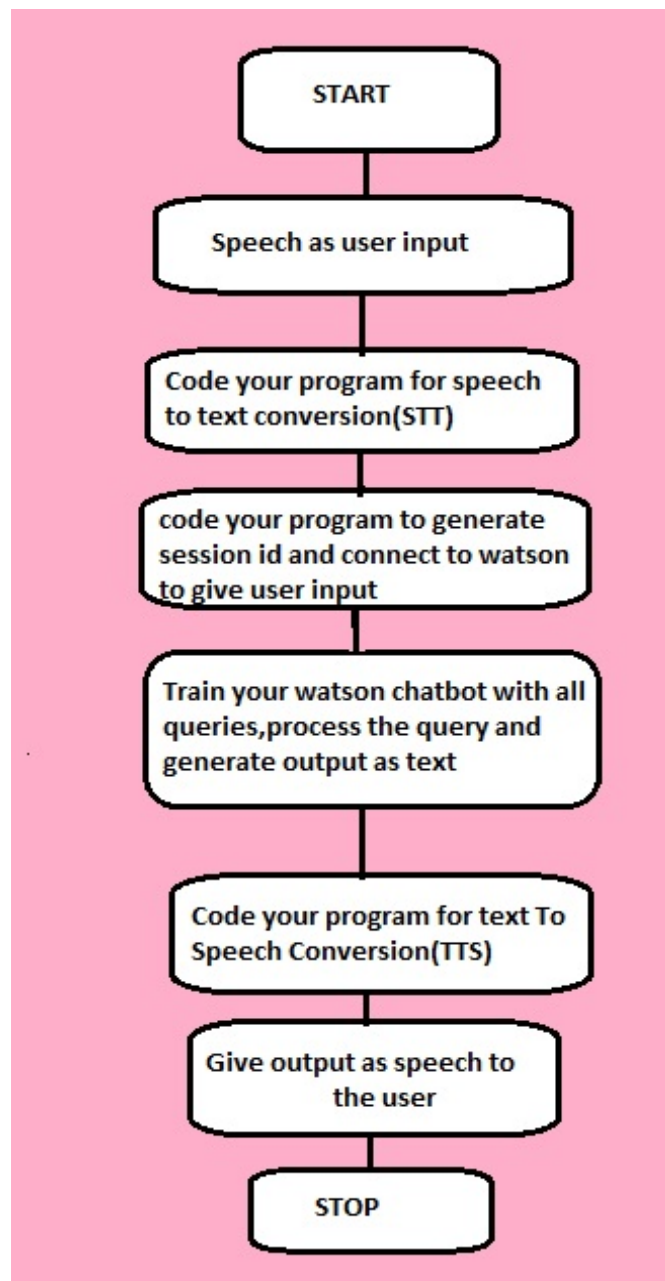 START
Speech as user input
Code your program for speech
to text conversion(STT)
code your program to generate
session id and connect to watson
to give user input
Train your watson chatbot with all
queries,process the query and
generate output as text
Code your program for text To
Speech Conversion(TTS)
Give output as speech to
the user
STOP